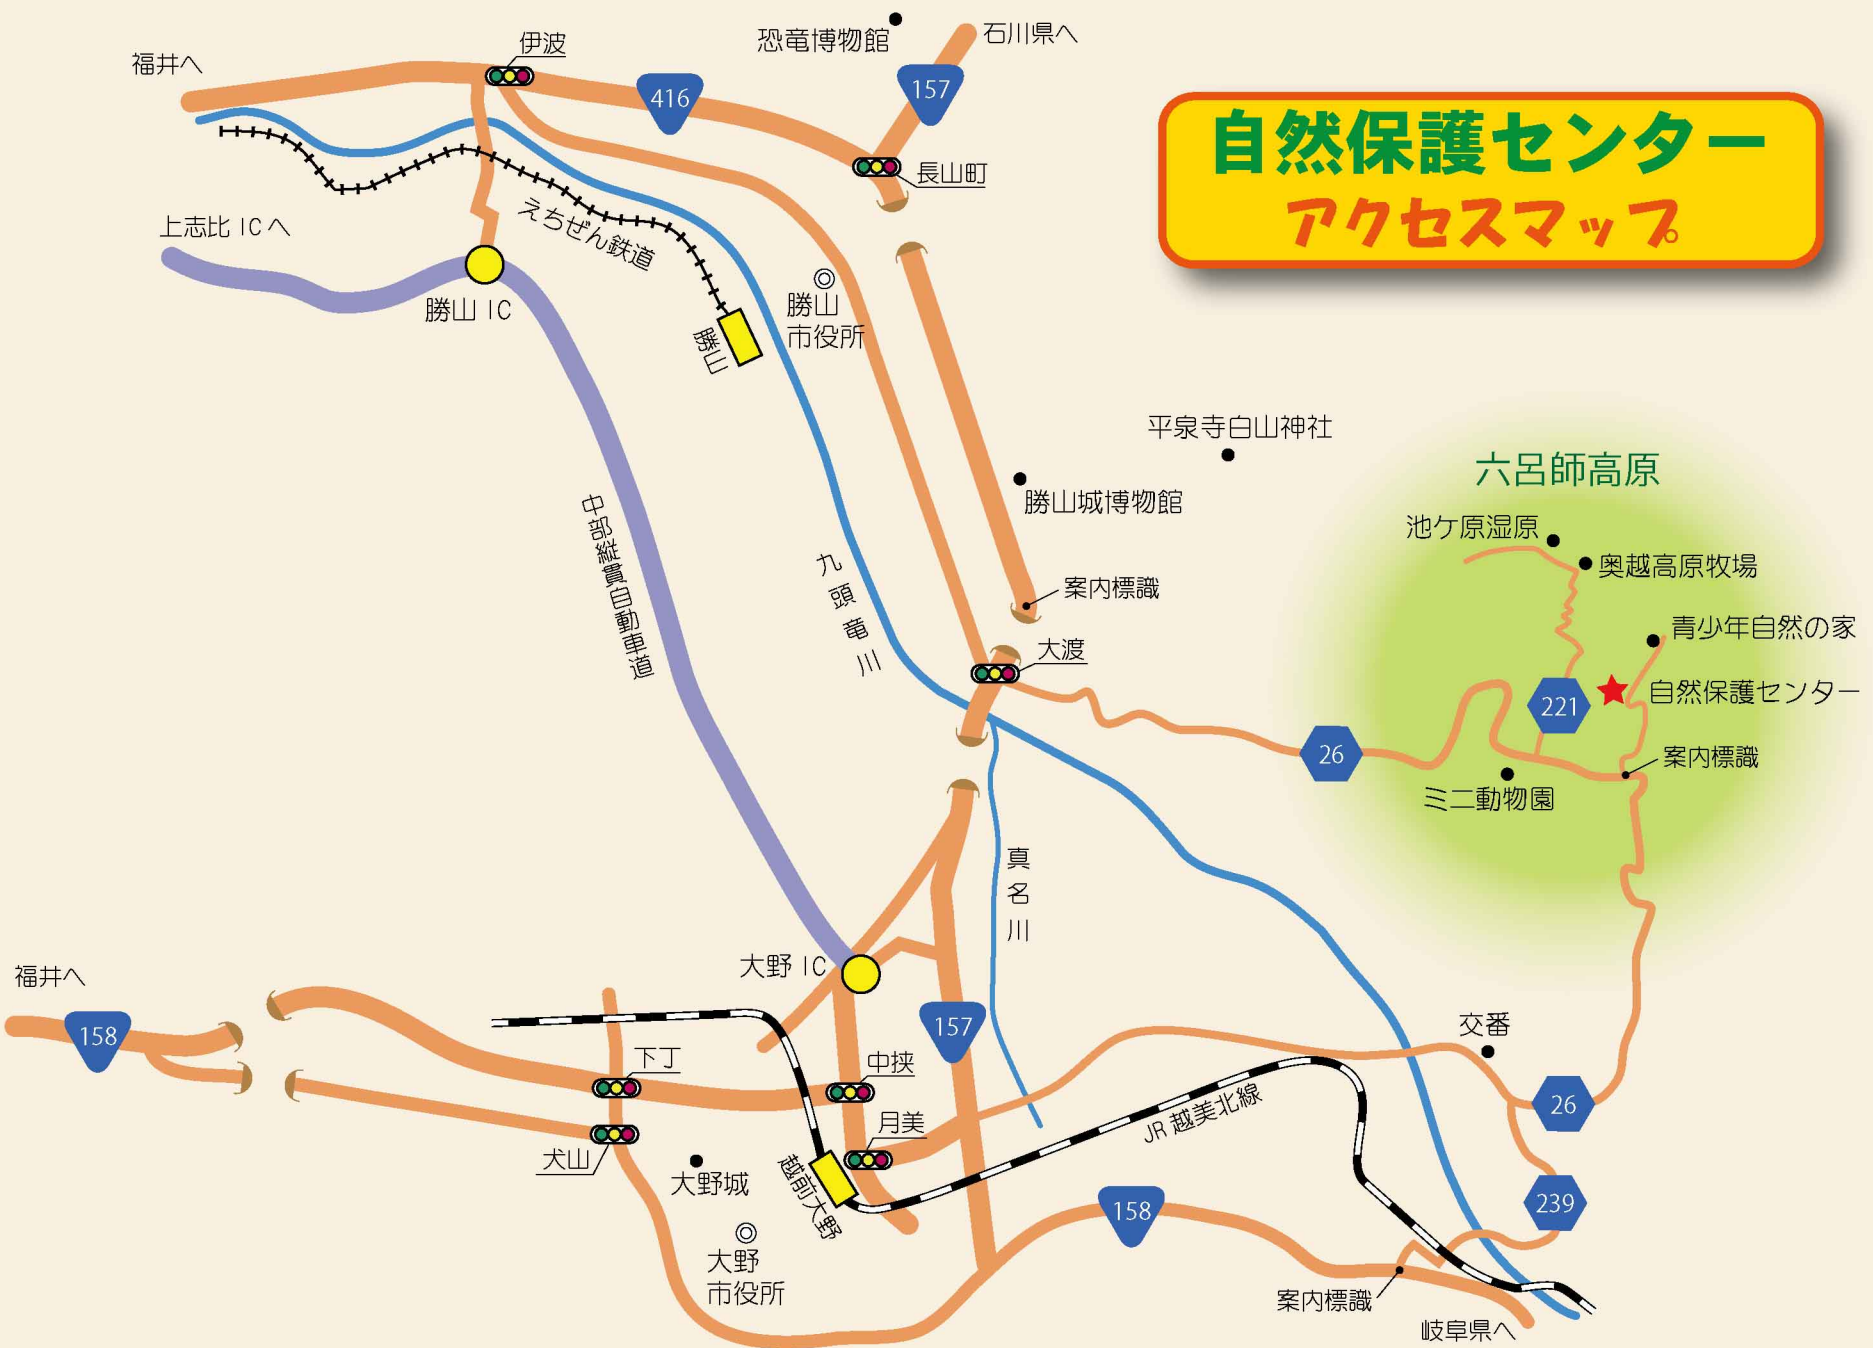 恐竜博物館
石川県へ
伊波
福井へ
416
157
自然保護センター
アクセスマップ
長山町
上志比 IC へ
えちぜん鉄道
勝山 IC
勝山
市役所
勝山
平泉寺白山神社
六呂師高原
勝山城博物館
池ケ原湿原
奥越高原牧場
中部縦貫自動車道
九頭竜川
案内標識
青少年自然の家
大渡
自然保護センター
221
26
案内標識
ミニ動物園
真名川
大野 IC
福井へ
158
157
交番
下丁
中挟
26
月美
JR 越美北線
犬山
大野城
越前大野
158
239
大野
市役所
案内標識
岐阜県へ